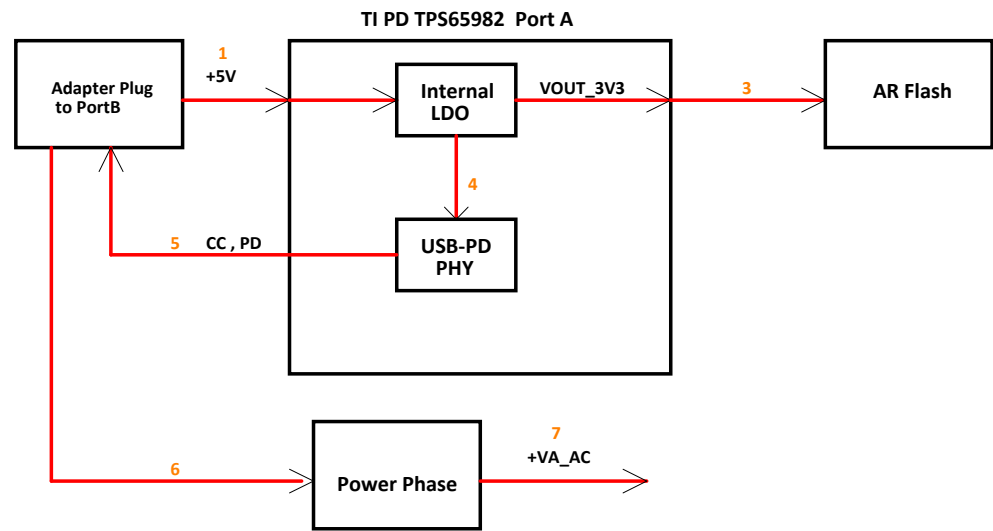 TI PD TPS65982 Port A
1
+5V
Adapter Plug
to PortB
Internal
LDO
VOUT_3V3
3
AR Flash
4
5 CC , PD
USB-PD
PHY
6
Power Phase
7
+VA_AC